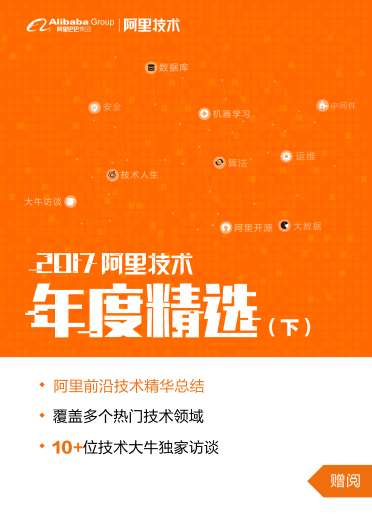 Alibaba Group 阿里技术
阿里巴巴集团
数据库
安全
机器学习
中间件
算法
运维
技术人生
大牛访谈
阿里开源
大数据
2017阿里技术
年度精选(下)
阿里前沿技术精华总结
覆盖多个热门技术领域
10+位技术大牛独家访谈
赠阅